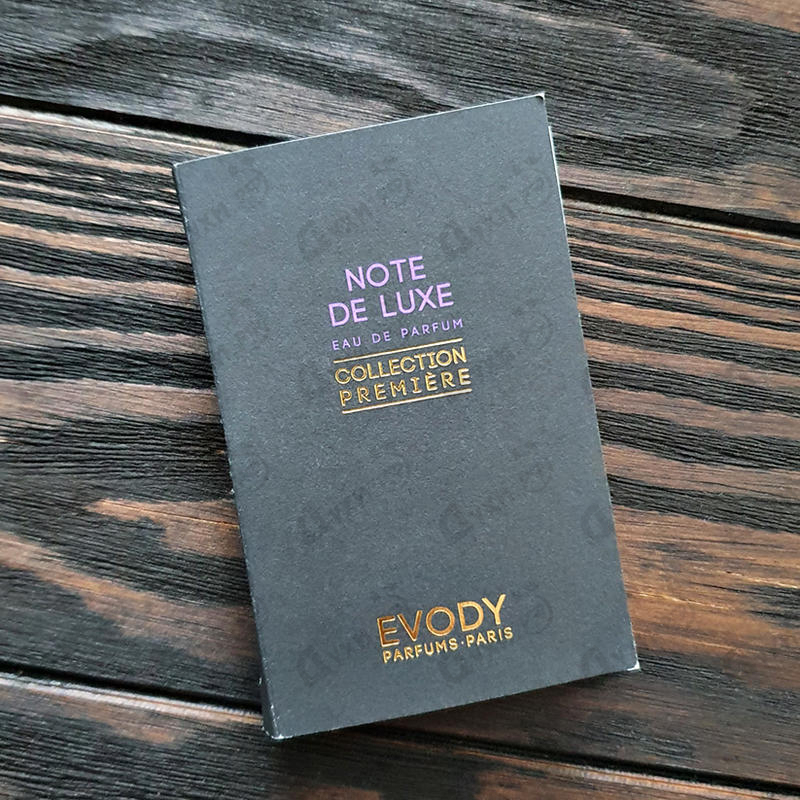 NOTE
DE LUXE
EAU DE PARFUM
COLLECTION
PREMIÈRE
EVODY
PARFUMS·PARIS